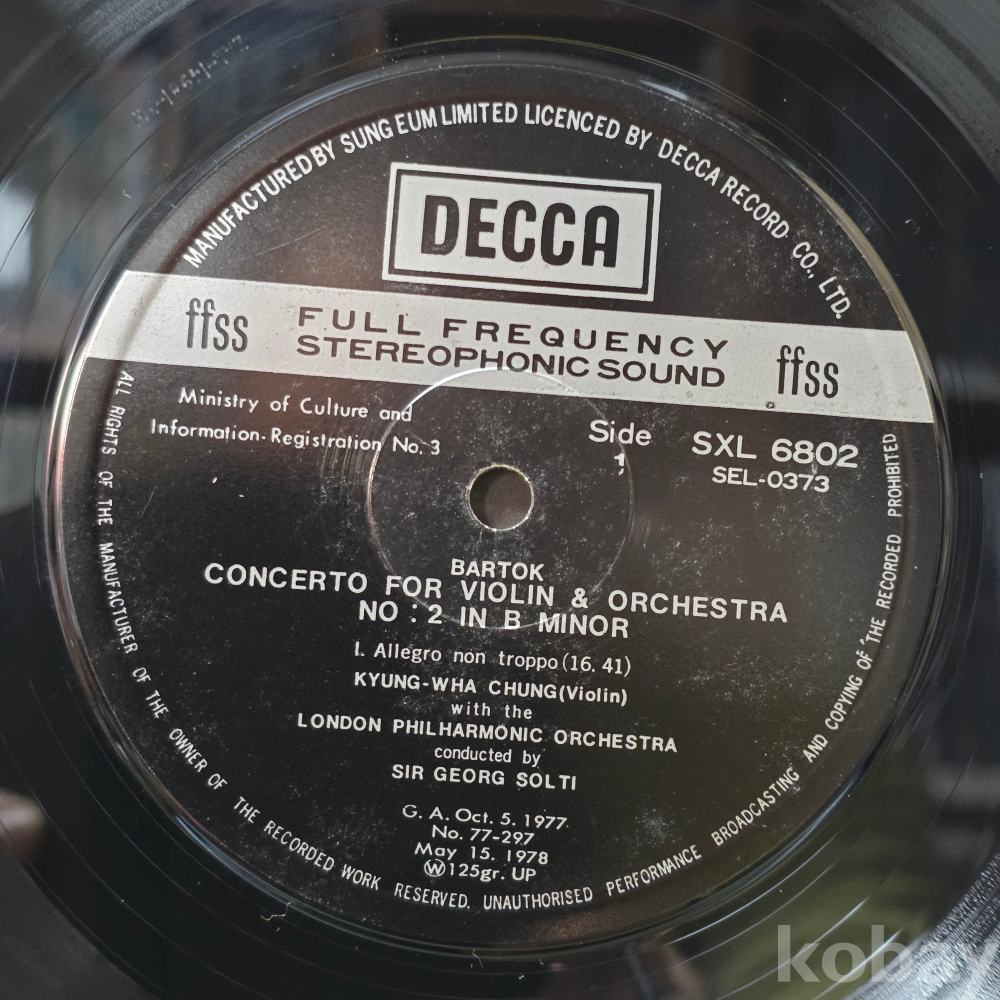 MANUFACTURED BY SUNG EUM LIMITED LICENCED BY DECCA RECORD CO., LTD.
DECCA
ffss FULL FREQUENCY ffss
STEREOPHONIC SOUND
Ministry of Culture and
Information-Registration No. 3
Side
1
SXL 6802
SEL-0373
BARTOK
CONCERTO FOR VIOLIN & ORCHESTRA
NO : 2 IN B MINOR
I. Allegro non troppo (16. 41)
KYUNG-WHA CHUNG (Violin)
with the
LONDON PHILHARMONIC ORCHESTRA
conducted by
SIR GEORG SOLTI
G. A. Oct. 5. 1977
No. 77-297
May 15. 1978
Ⓦ125gr. UP
ALL RIGHTS OF THE MANUFACTURER OF THE OWNER OF THE RECORDED WORK RESERVED. UNAUTHORISED PERFORMANCE BROADCASTING AND COPYING OF THE RECORDED PROHIBITED
kobay